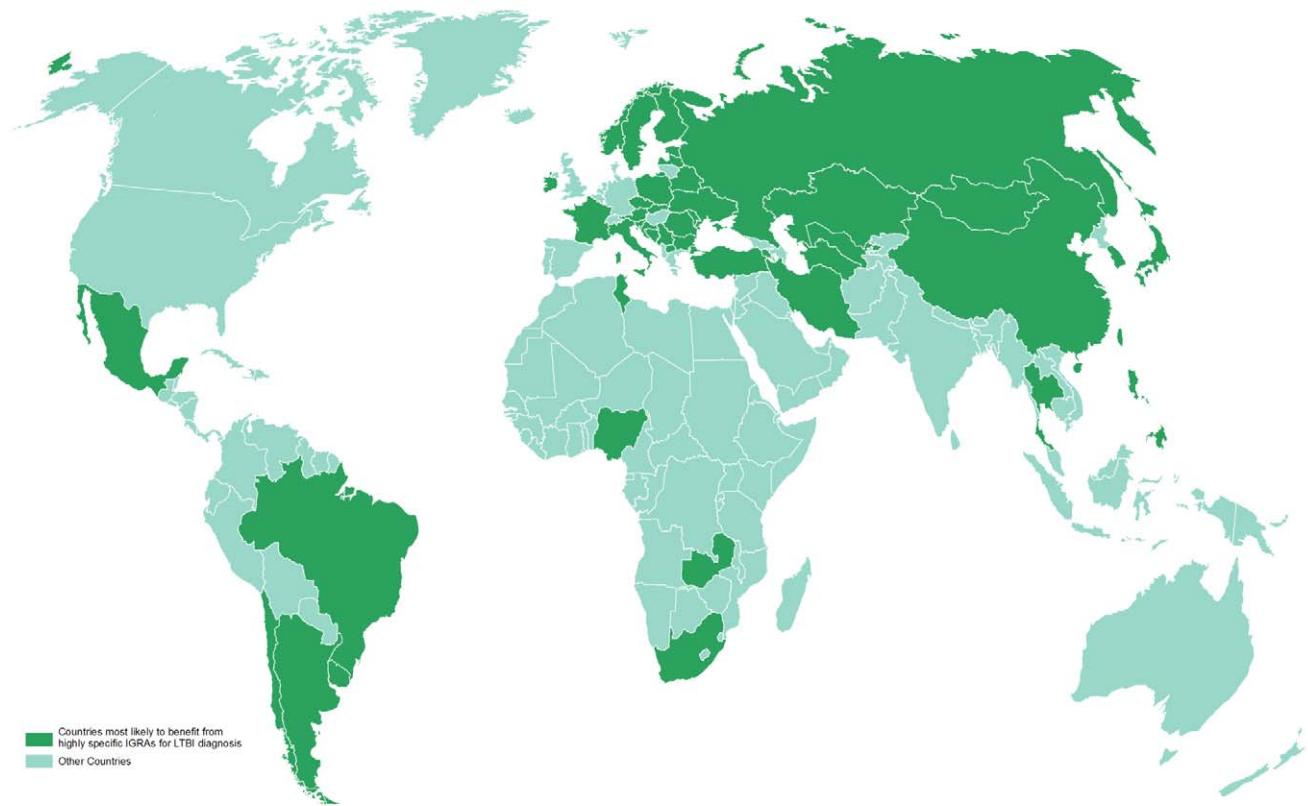 Countries most likely to benefit from
highly specific IGRAs for LTBI diagnosis
Other Countries